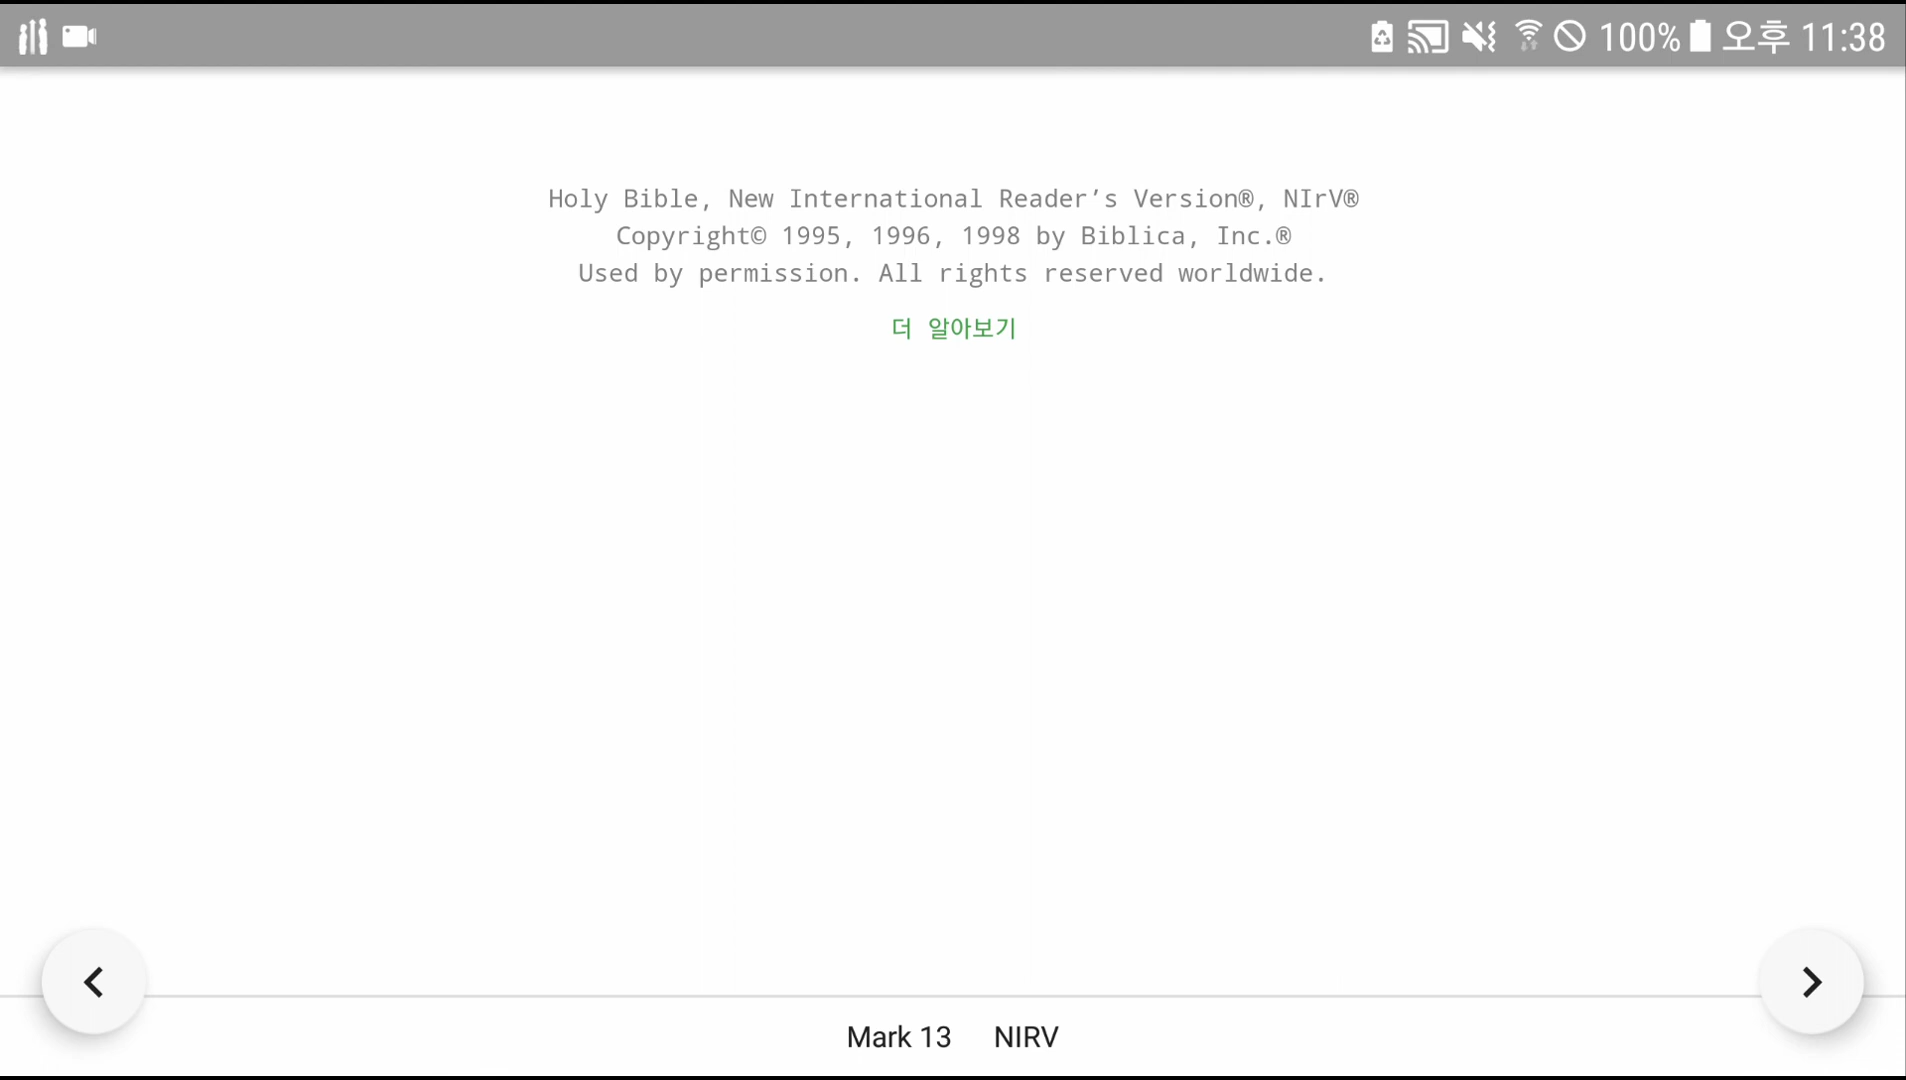 100% 오후 11:38
Holy Bible, New International Reader’s Version®, NIrV®
Copyright© 1995, 1996, 1998 by Biblica, Inc.®
Used by permission. All rights reserved worldwide.
더 알아보기
Mark 13 NIRV